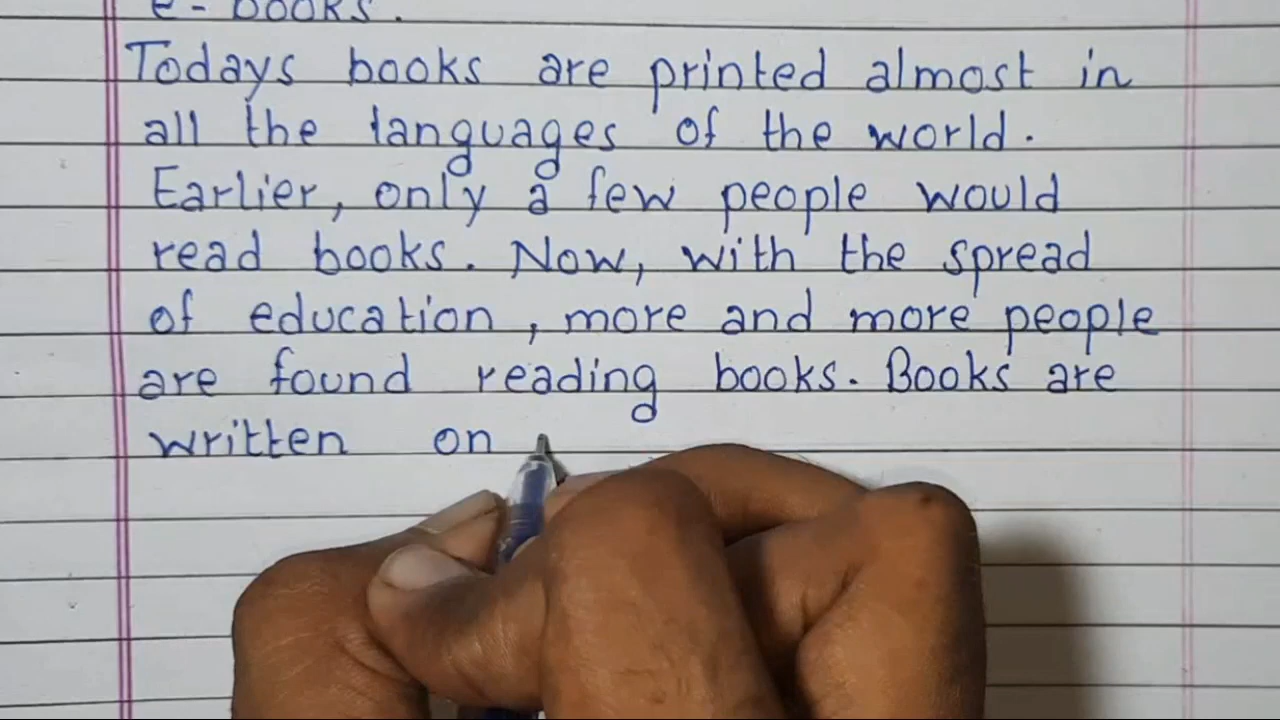 e - books.
Todays books are printed almost in
all the languages of the world.
Earlier, only a few people would
read books. Now, with the spread
of education, more and more people
are found reading books. Books are
written on